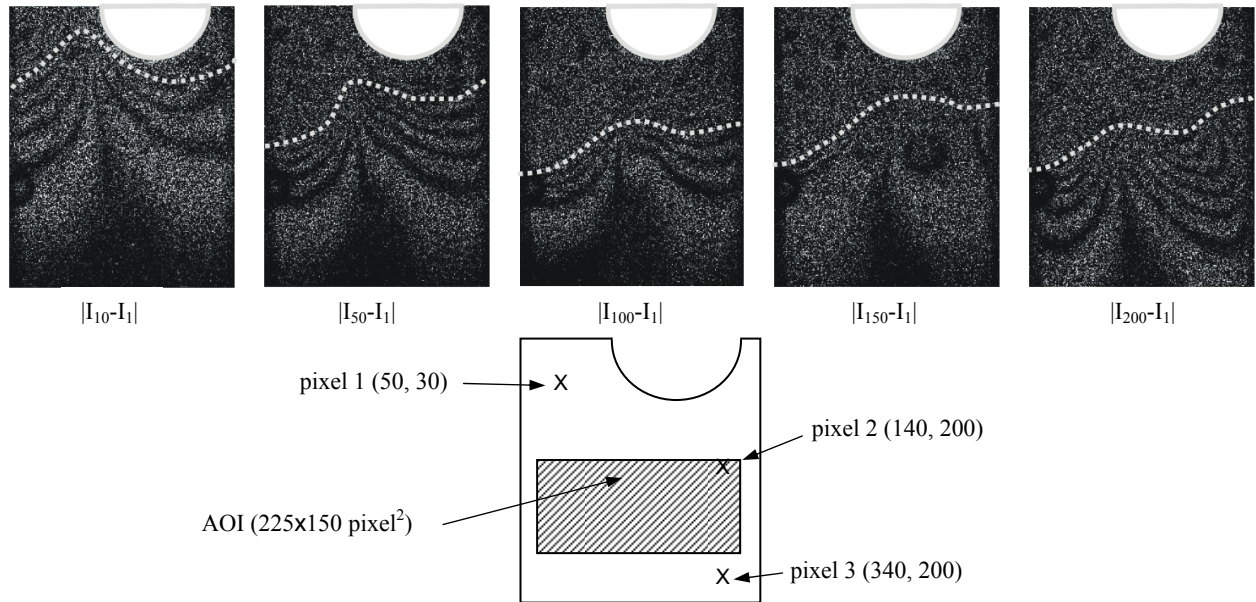 |I₁₀-I₁|
|I₅₀-I₁|
|I₁₀₀-I₁|
|I₁₅₀-I₁|
|I₂₀₀-I₁|
pixel 1 (50, 30)
X
pixel 2 (140, 200)
X
AOI (225x150 pixel²)
pixel 3 (340, 200)
X